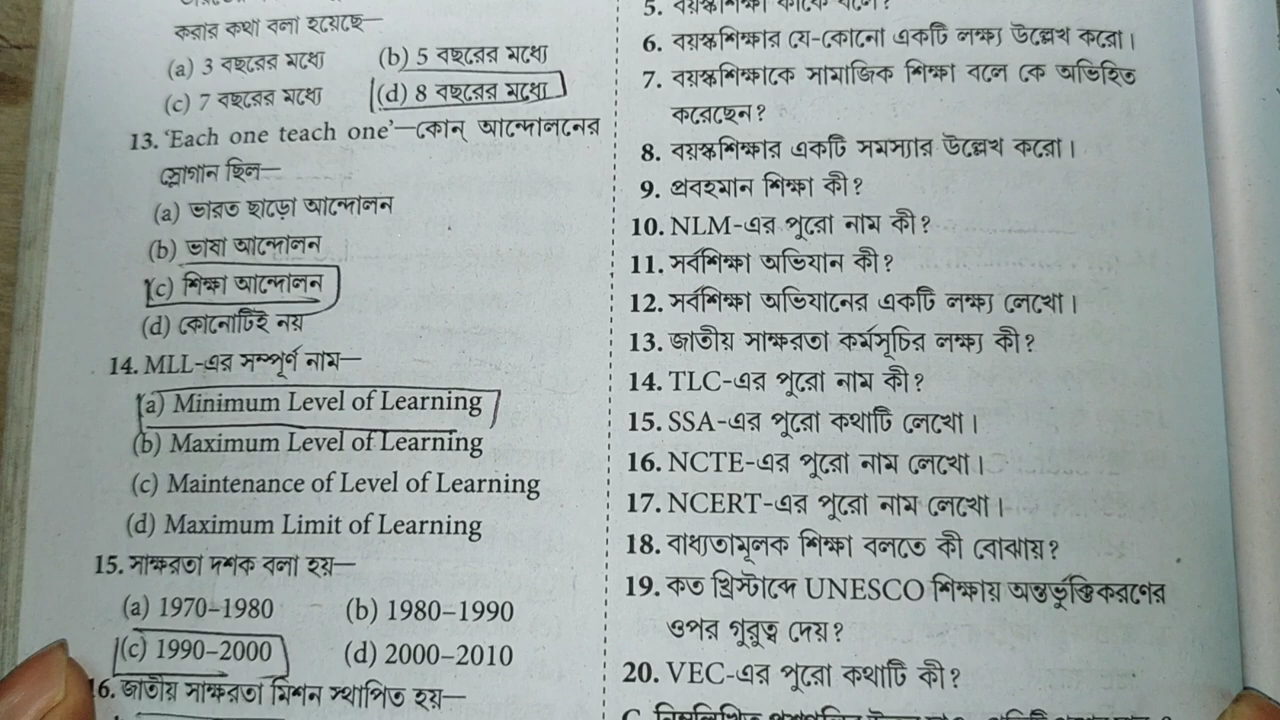 করার কথা বলা হয়েছে—
(a) 3 বছরের মধ্যে (b) 5 বছরের মধ্যে
(c) 7 বছরের মধ্যে (d) 8 বছরের মধ্যে
13. 'Each one teach one'—কোন্ আন্দোলনের
স্লোগান ছিল—
(a) ভারত ছাড়ো আন্দোলন
(b) ভাষা আন্দোলন
(c) শিক্ষা আন্দোলন
(d) কোনোটিই নয়
14. MLL-এর সম্পূর্ণ নাম—
(a) Minimum Level of Learning
(b) Maximum Level of Learning
(c) Maintenance of Level of Learning
(d) Maximum Limit of Learning
15. সাক্ষরতা দশক বলা হয়—
(a) 1970–1980 (b) 1980–1990
(c) 1990–2000 (d) 2000–2010
16. জাতীয় সাক্ষরতা মিশন স্থাপিত হয়—
5. বয়স্কশিক্ষা কাকে বলে?
6. বয়স্কশিক্ষার যে-কোনো একটি লক্ষ্য উল্লেখ করো।
7. বয়স্কশিক্ষাকে সামাজিক শিক্ষা বলে কে অভিহিত
করেছেন?
8. বয়স্কশিক্ষার একটি সমস্যার উল্লেখ করো।
9. প্রবহমান শিক্ষা কী?
10. NLM-এর পুরো নাম কী?
11. সর্বশিক্ষা অভিযান কী?
12. সর্বশিক্ষা অভিযানের একটি লক্ষ্য লেখো।
13. জাতীয় সাক্ষরতা কর্মসূচির লক্ষ্য কী?
14. TLC-এর পুরো নাম কী?
15. SSA-এর পুরো কথাটি লেখো।
16. NCTE-এর পুরো নাম লেখো।
17. NCERT-এর পুরো নাম লেখো।
18. বাধ্যতামূলক শিক্ষা বলতে কী বোঝায়?
19. কত খ্রিস্টাব্দে UNESCO শিক্ষায় অন্তর্ভুক্তিকরণের
ওপর গুরুত্ব দেয়?
20. VEC-এর পুরো কথাটি কী?